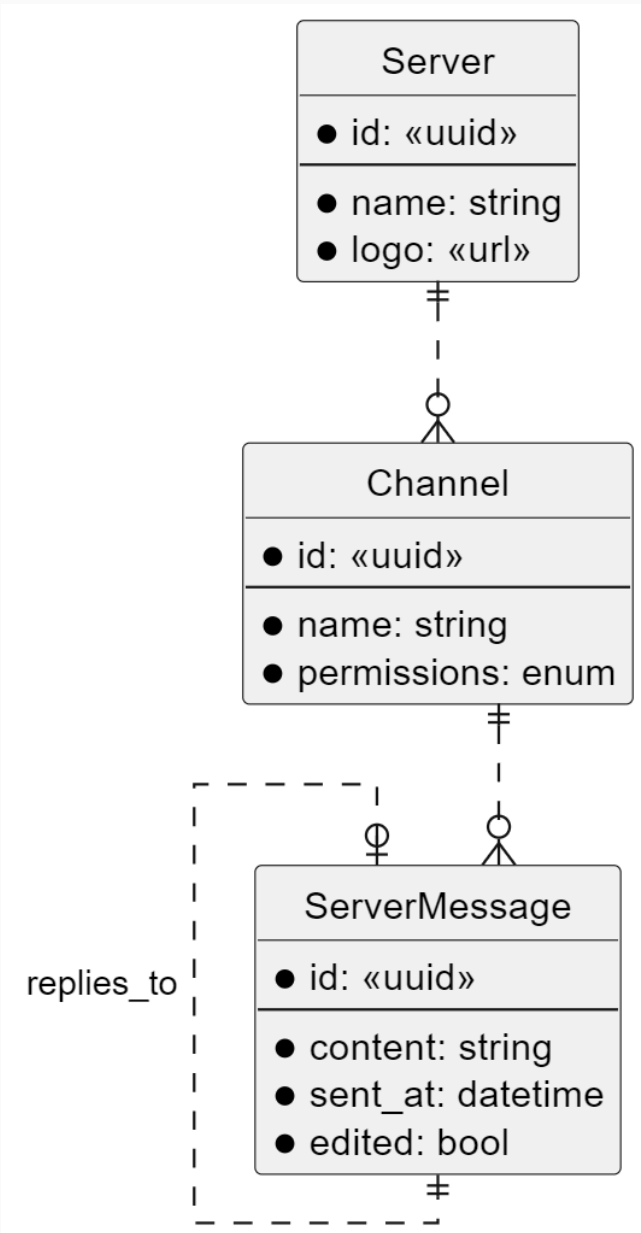 Server
id: «uuid»
name: string
logo: «url»
Channel
id: «uuid»
name: string
permissions: enum
ServerMessage
replies_to
id: «uuid»
content: string
sent_at: datetime
edited: bool